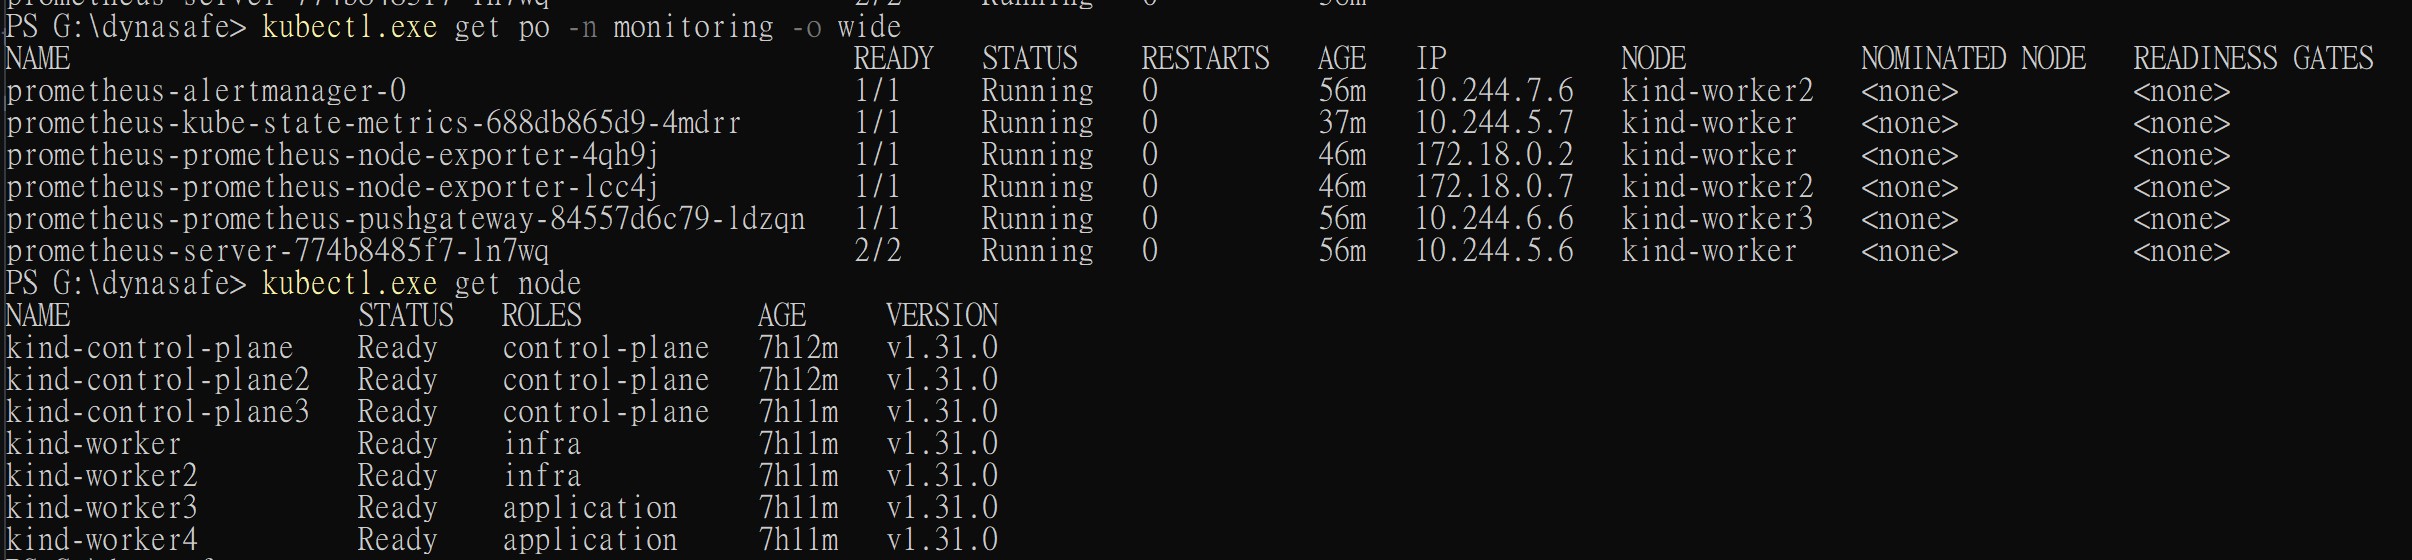 prometheus-server-774b8485f7-ln7wq 2/2 Running 0 56m
PS G:\dynasafe> kubectl.exe get po -n monitoring -o wide
NAME READY STATUS RESTARTS AGE IP NODE NOMINATED NODE READINESS GATES
prometheus-alertmanager-0 1/1 Running 0 56m 10.244.7.6 kind-worker2 <none> <none>
prometheus-kube-state-metrics-688db865d9-4mdrr 1/1 Running 0 37m 10.244.5.7 kind-worker <none> <none>
prometheus-prometheus-node-exporter-4qh9j 1/1 Running 0 46m 172.18.0.2 kind-worker <none> <none>
prometheus-prometheus-node-exporter-lcc4j 1/1 Running 0 46m 172.18.0.7 kind-worker2 <none> <none>
prometheus-prometheus-pushgateway-84557d6c79-ldzqn 1/1 Running 0 56m 10.244.6.6 kind-worker3 <none> <none>
prometheus-server-774b8485f7-ln7wq 2/2 Running 0 56m 10.244.5.6 kind-worker <none> <none>
PS G:\dynasafe> kubectl.exe get node
NAME STATUS ROLES AGE VERSION
kind-control-plane Ready control-plane 7h12m v1.31.0
kind-control-plane2 Ready control-plane 7h12m v1.31.0
kind-control-plane3 Ready control-plane 7h11m v1.31.0
kind-worker Ready infra 7h11m v1.31.0
kind-worker2 Ready infra 7h11m v1.31.0
kind-worker3 Ready application 7h11m v1.31.0
kind-worker4 Ready application 7h11m v1.31.0